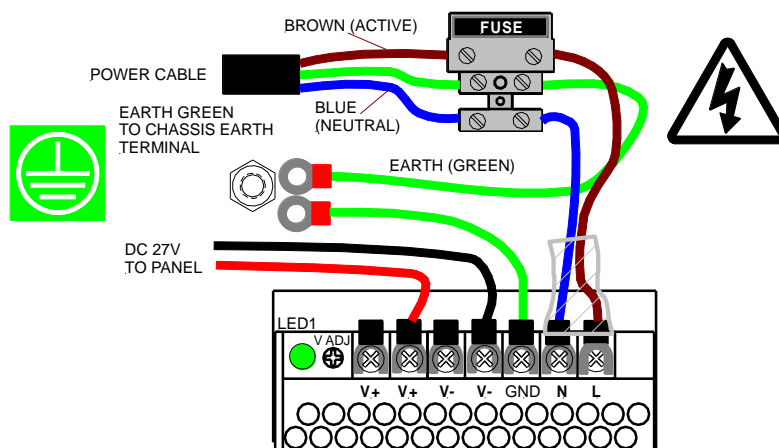 BROWN (ACTIVE)
FUSE
POWER CABLE
BLUE
(NEUTRAL)
EARTH GREEN
TO CHASSIS EARTH
TERMINAL
EARTH (GREEN)
DC 27V
TO PANEL
LED1
V ADJ
V+ V+ V- V- GND N L